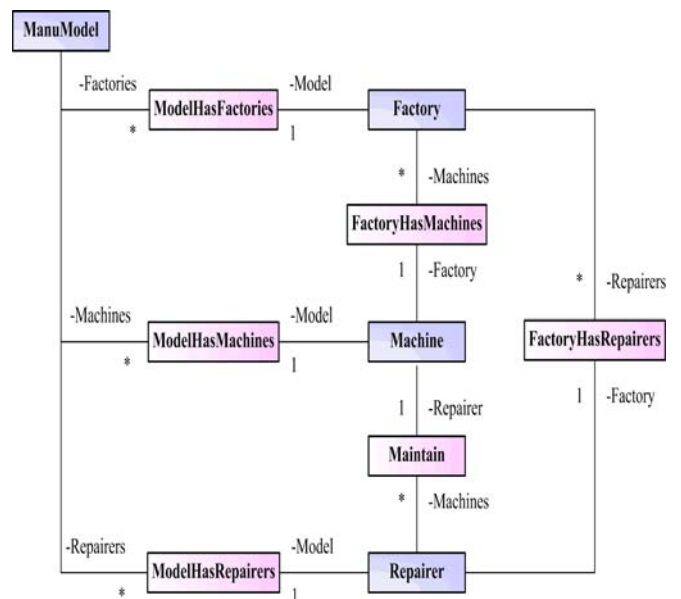 ManuModel
-Factories
-Model
ModelHasFactories
Factory
*
1
*
-Machines
FactoryHasMachines
1
-Factory
*
-Repairers
-Machines
-Model
ModelHasMachines
Machine
FactoryHasRepairers
*
1
1
-Repairer
1
-Factory
Maintain
*
-Machines
-Repairers
-Model
ModelHasRepairers
Repairer
*
1